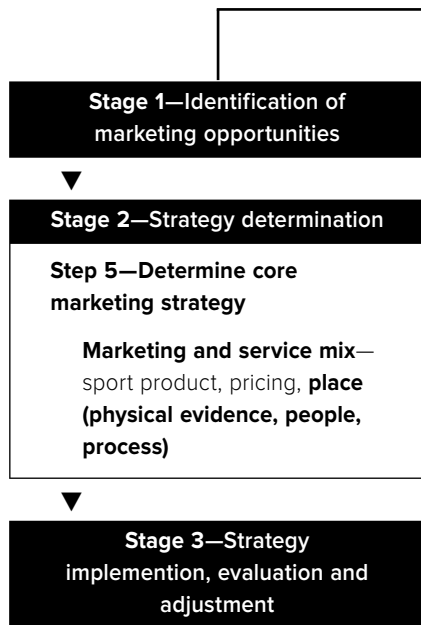 Stage 1—Identification of
marketing opportunities
Stage 2—Strategy determination
Step 5—Determine core
marketing strategy
Marketing and service mix—
sport product, pricing, place
(physical evidence, people,
process)
Stage 3—Strategy
implemention, evaluation and
adjustment